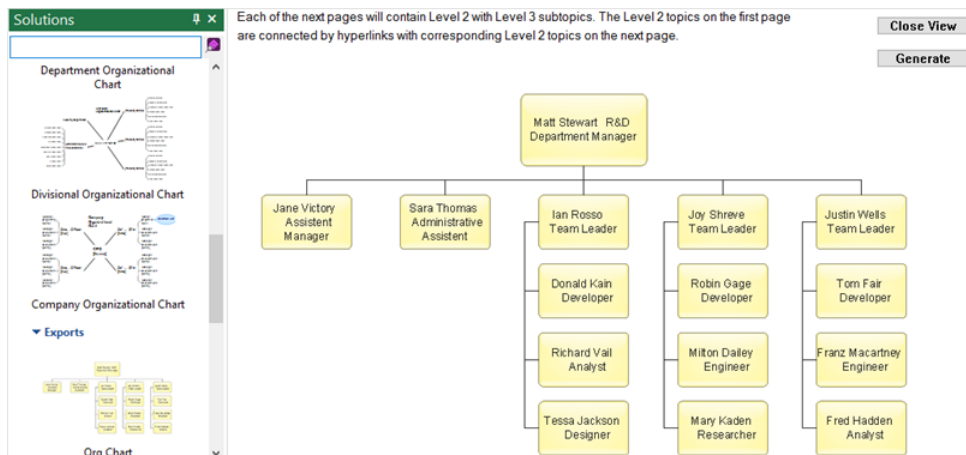 Solutions
Department Organizational
Chart
Divisional Organizational Chart
Company Organizational Chart
Exports
Org Chart
Each of the next pages will contain Level 2 with Level 3 subtopics. The Level 2 topics on the first page
are connected by hyperlinks with corresponding Level 2 topics on the next page.
Close View
Generate
Matt Stewart R&D
Department Manager
Jane Victory
Assistent
Manager
Sara Thomas
Administrative
Assistent
Ian Rosso
Team Leader
Joy Shreve
Team Leader
Justin Wells
Team Leader
Donald Kain
Developer
Robin Gage
Developer
Tom Fair
Developer
Richard Vail
Analyst
Milton Dailey
Engineer
Franz Macartney
Engineer
Tessa Jackson
Designer
Mary Kaden
Researcher
Fred Hadden
Analyst